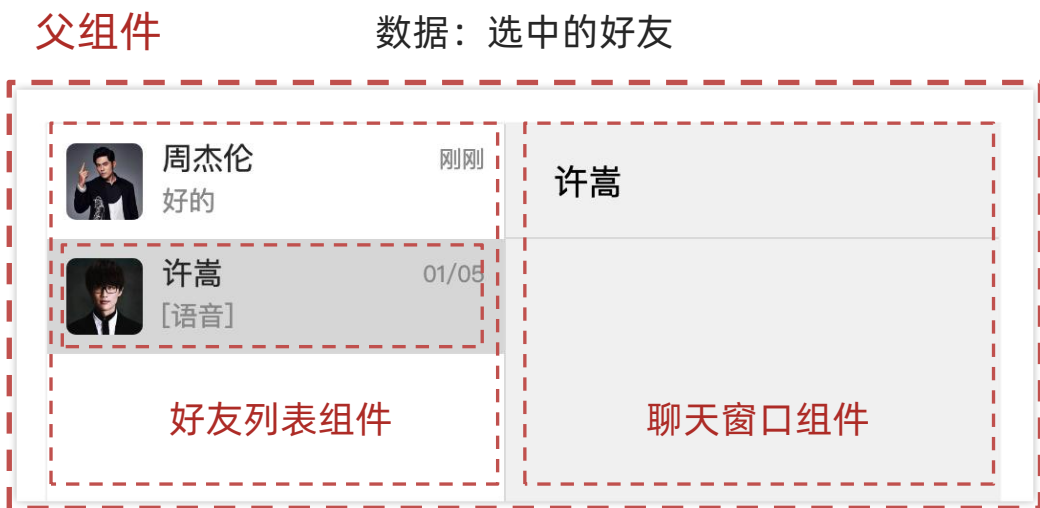 父组件
数据：选中的好友
周杰伦
刚刚
好的
许嵩
许嵩
01/05
[语音]
好友列表组件
聊天窗口组件